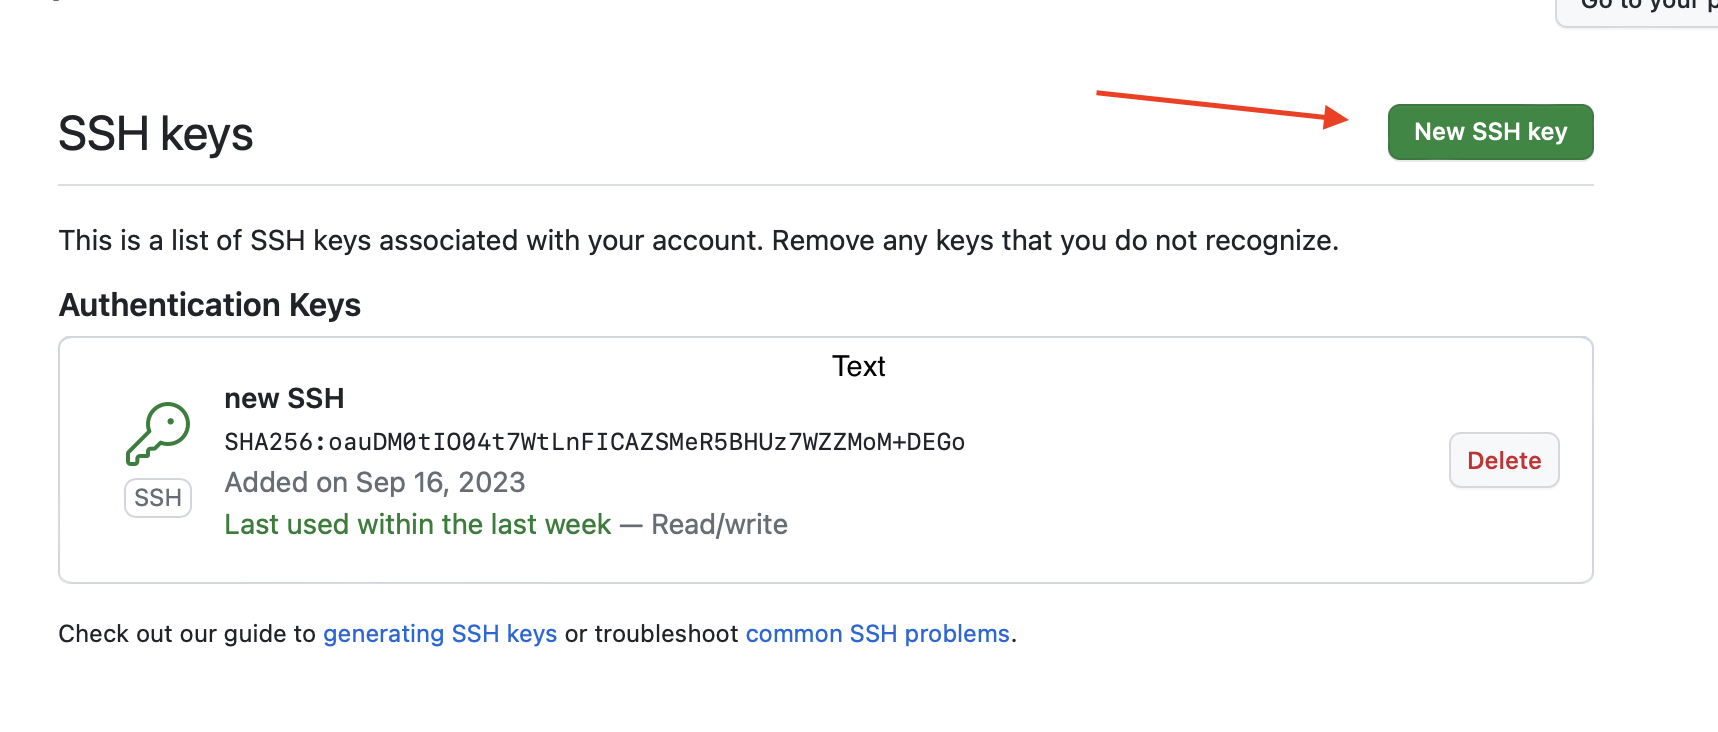 Go to your p
SSH keys
New SSH key
This is a list of SSH keys associated with your account. Remove any keys that you do not recognize.
Authentication Keys
Text
new SSH
SHA256:oauDM0tIO04t7WtLnFICAZSMeR5BHUz7WZZMoM+DEGo
Added on Sep 16, 2023
Last used within the last week — Read/write
SSH
Delete
Check out our guide to generating SSH keys or troubleshoot common SSH problems.